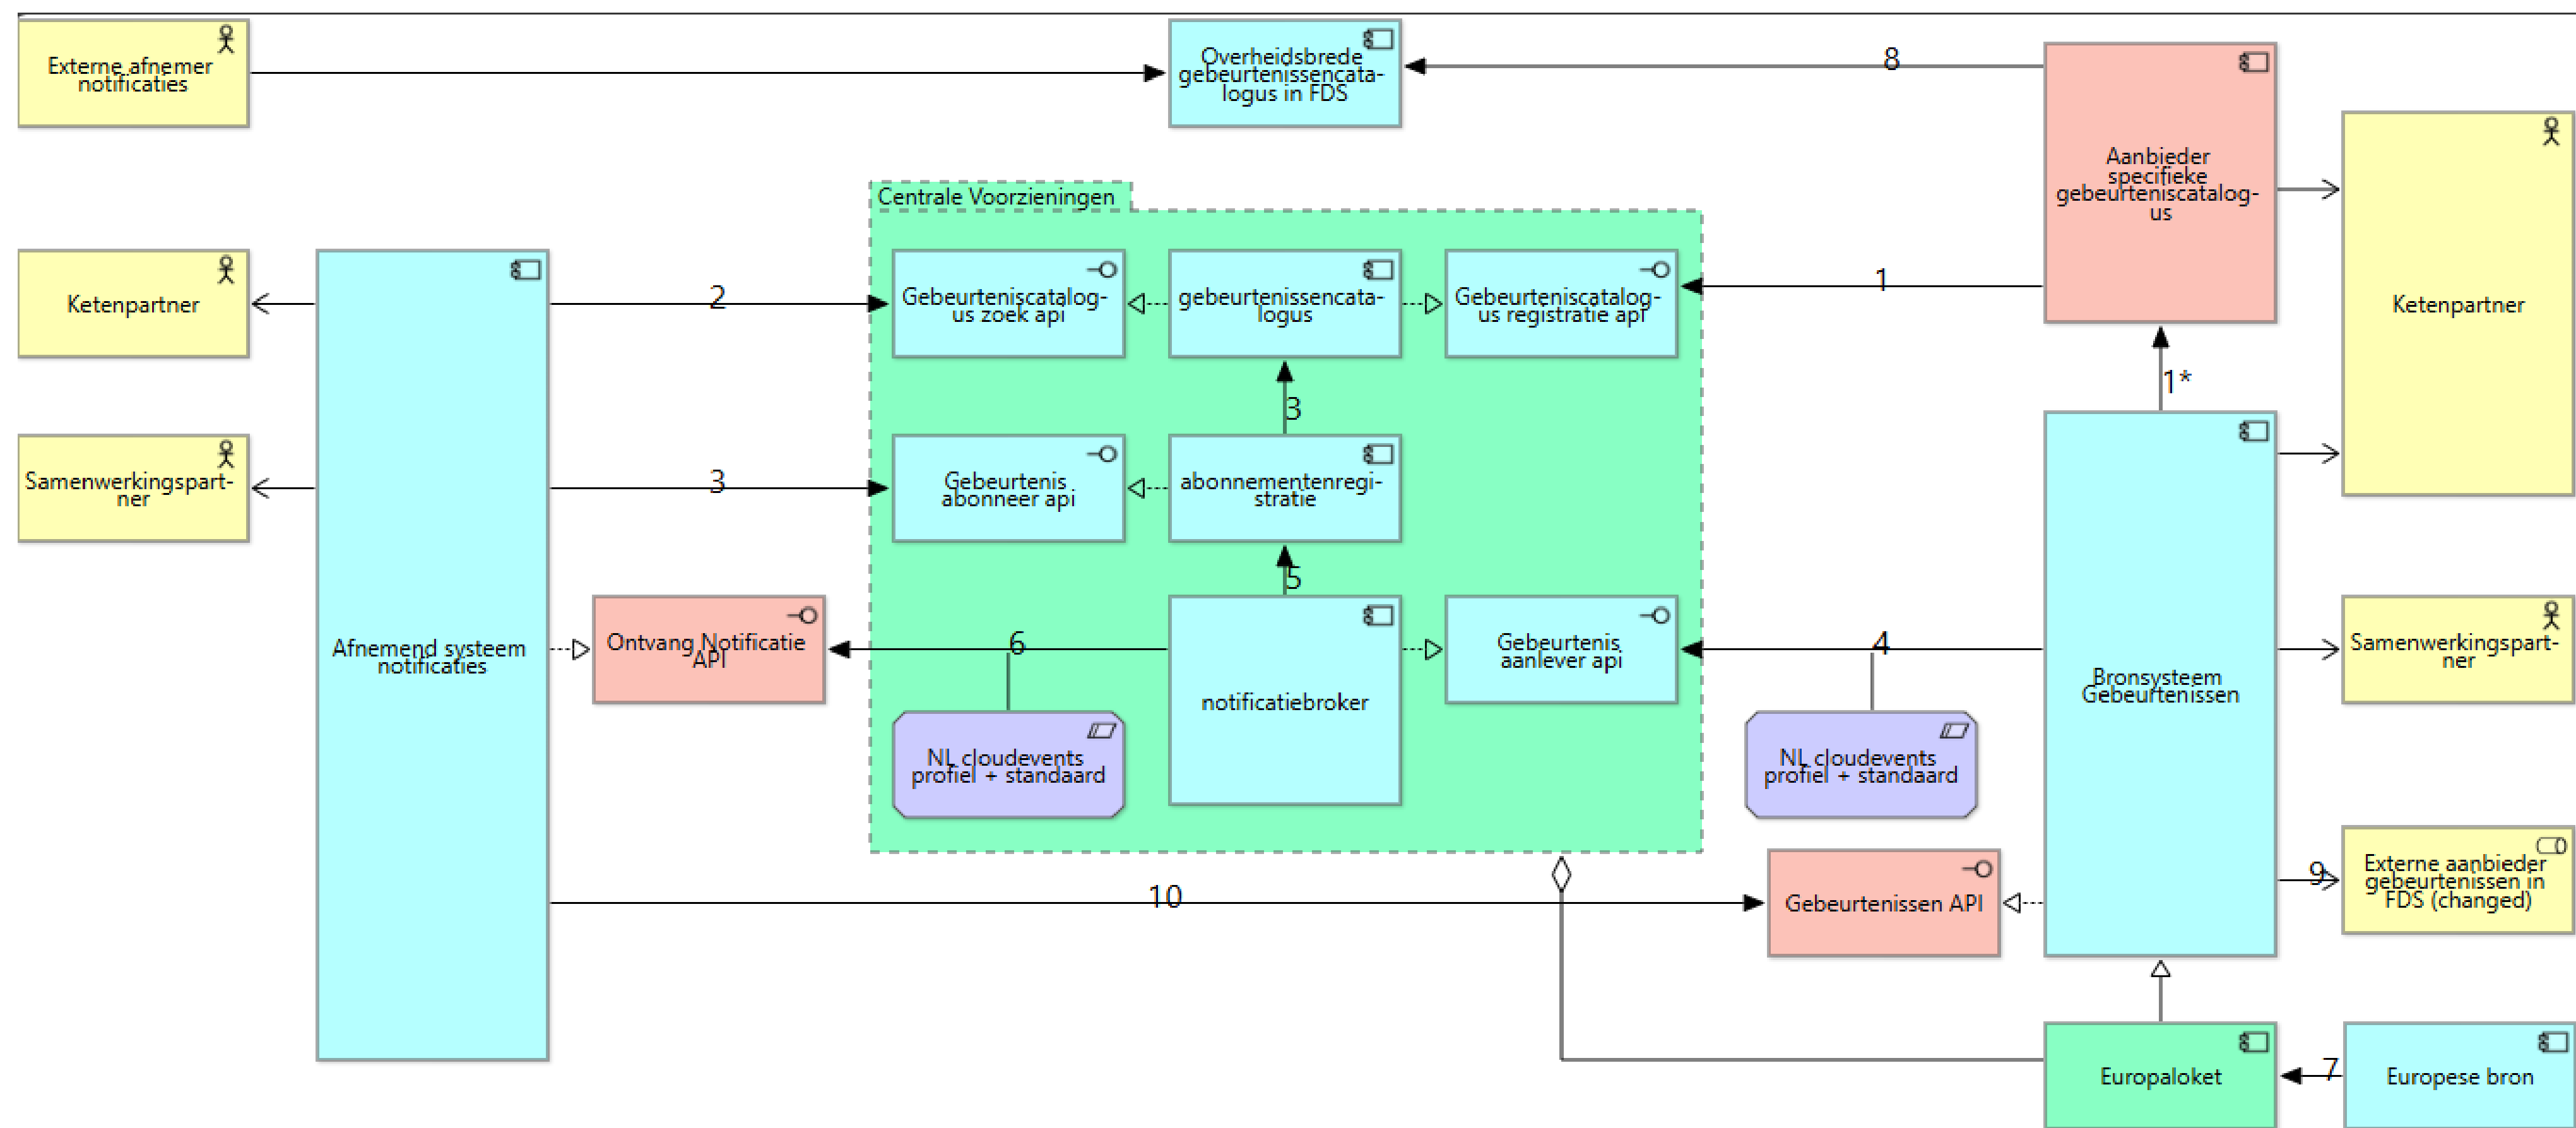 Externe afnemer
notificaties
Overheidsbrede
gebeurtenissencata-
logus in FDS
8
Aanbieder
specifieke
gebeurteniscatalog-
us
Ketenpartner
Centrale Voorzieningen
Ketenpartner
2
Gebeurteniscatalog-
us zoek api
gebeurtenissencata-
logus
Gebeurteniscatalog-
us registratie api
1
1*
3
Samenwerkingspart-
ner
3
Gebeurtenis
abonneer api
abonnementenregi-
stratie
5
Afnemend systeem
notificaties
Ontvang Notificatie
API
6
notificatiebroker
Gebeurtenis
aanlever api
4
Bronsysteem
Gebeurtenissen
Samenwerkingspart-
ner
NL cloudevents
profiel + standaard
NL cloudevents
profiel + standaard
10
Gebeurtenissen API
9
Externe aanbieder
gebeurtenissen in
FDS (changed)
Europaloket
7
Europese bron